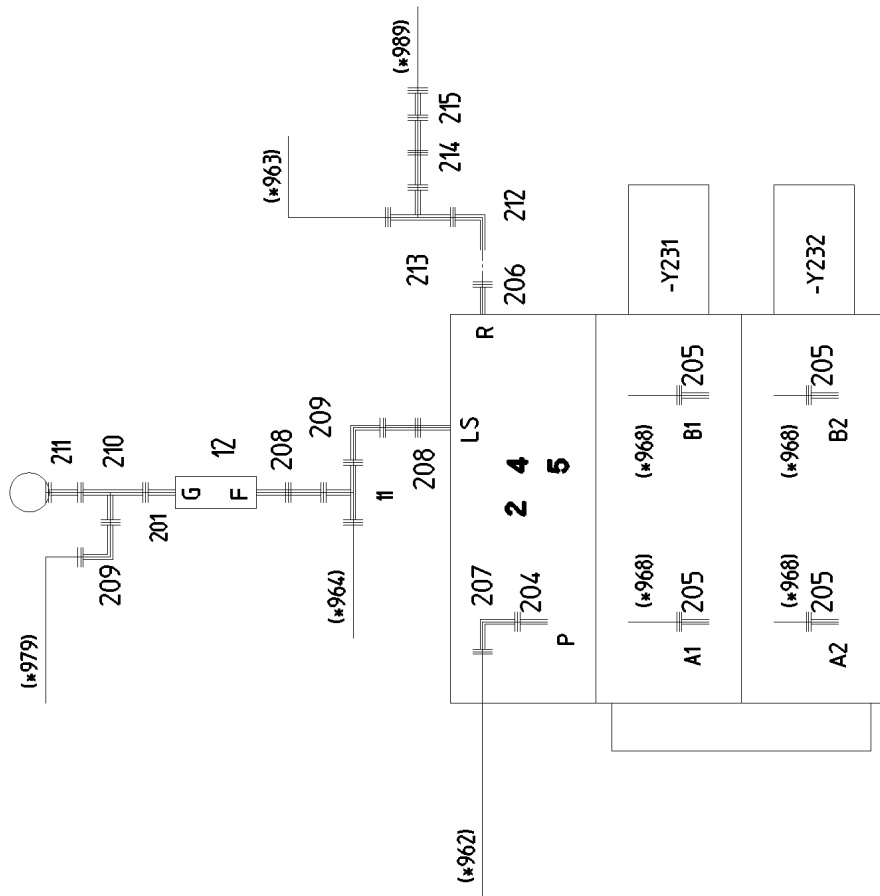 (*989)
(*963)
215
214
212
213
206
R
-Y231
-Y232
211
210
12
G
F
201
209
(*979)
208
209
11
208
(*964)
LS
2 4 5
207
204
P
(*962)
(*968)
205
B1
(*968)
205
B2
(*968)
205
A1
(*968)
205
A2